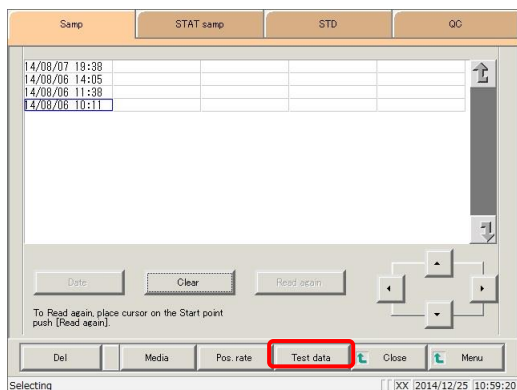 Samp STAT samp STD QC
14/08/07 19:38
14/08/06 14:05
14/08/06 11:38
14/08/06 10:11
Date Clear Read again
To Read again, place cursor on the Start point
push [Read again].
Del Media Pos. rate Test data Close Menu
Selecting XX 2014/12/25 10:59:20